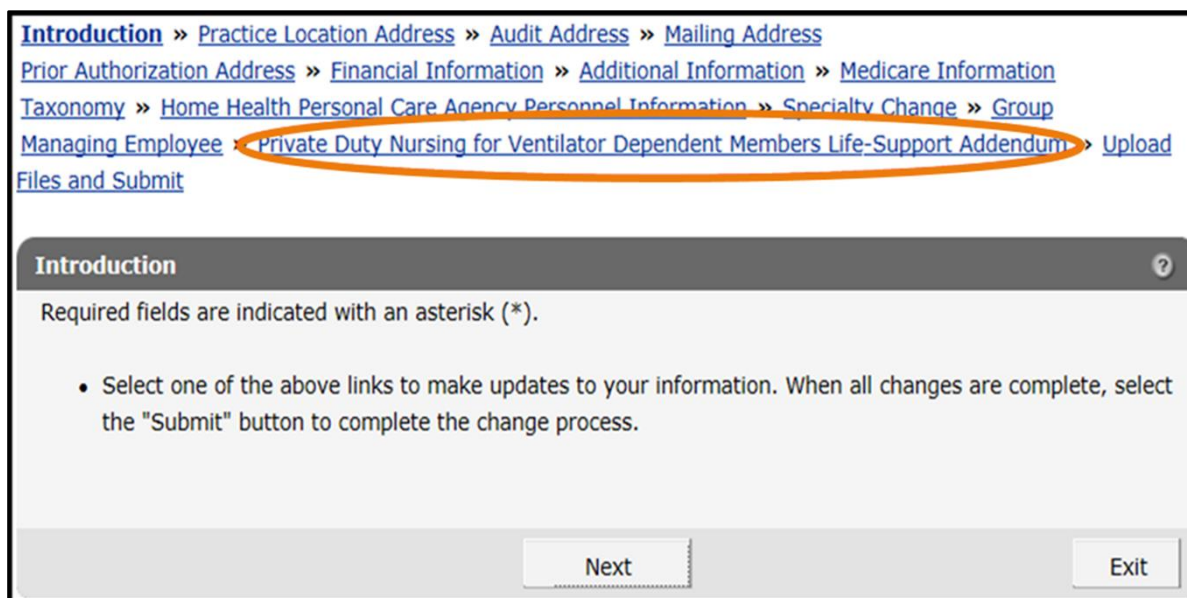 Introduction » Practice Location Address » Audit Address » Mailing Address
Prior Authorization Address » Financial Information » Additional Information » Medicare Information
Taxonomy » Home Health Personal Care Agency Personnel Information » Specialty Change » Group
Managing Employee » Private Duty Nursing for Ventilator Dependent Members Life-Support Addendum » Upload
Files and Submit
Introduction
?
Required fields are indicated with an asterisk (*).
• Select one of the above links to make updates to your information. When all changes are complete, select
the "Submit" button to complete the change process.
Next
Exit